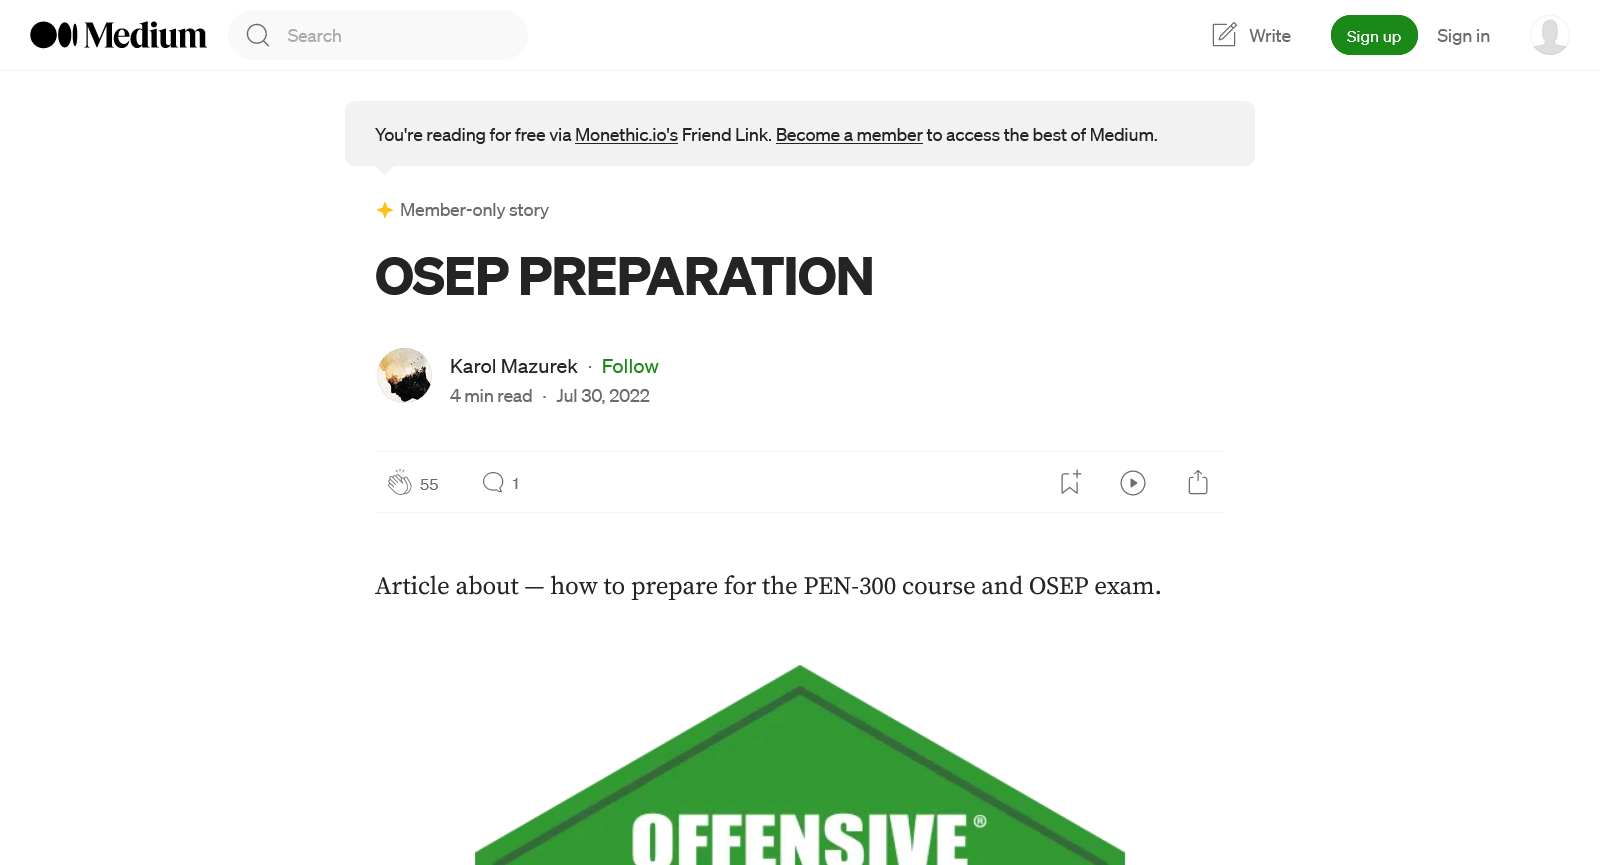 Medium
Search
Write
Sign up
Sign in
You're reading for free via Monethic.io's Friend Link. Become a member to access the best of Medium.
Member-only story
OSEP PREPARATION
Karol Mazurek · Follow
4 min read · Jul 30, 2022
55
1
Article about — how to prepare for the PEN-300 course and OSEP exam.
OFFENSIVE®